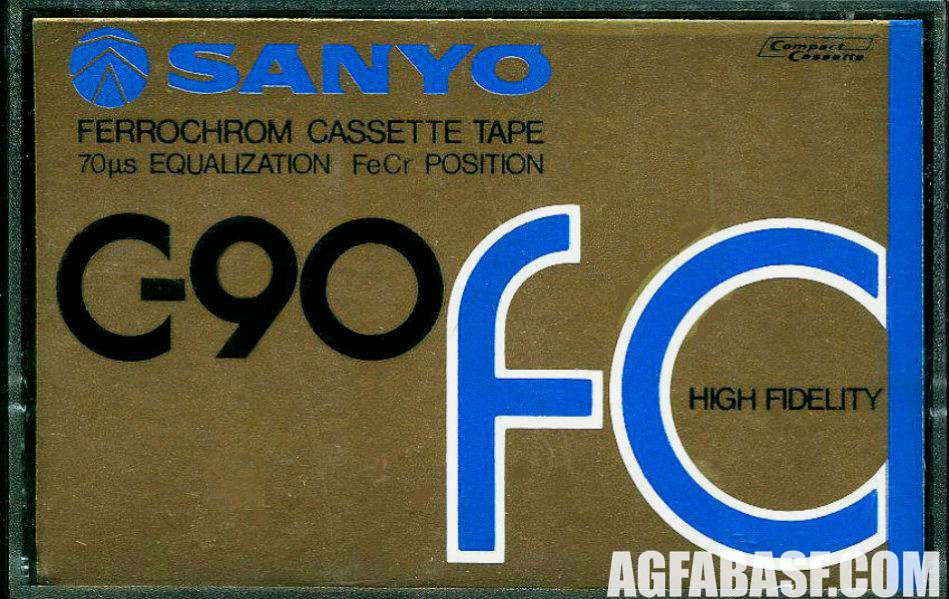 SANYO
Compact
Cassette
FERROCHROM CASSETTE TAPE
70µs EQUALIZATION FeCr POSITION
C-90
fc
HIGH FIDELITY
AGFABASF.COM